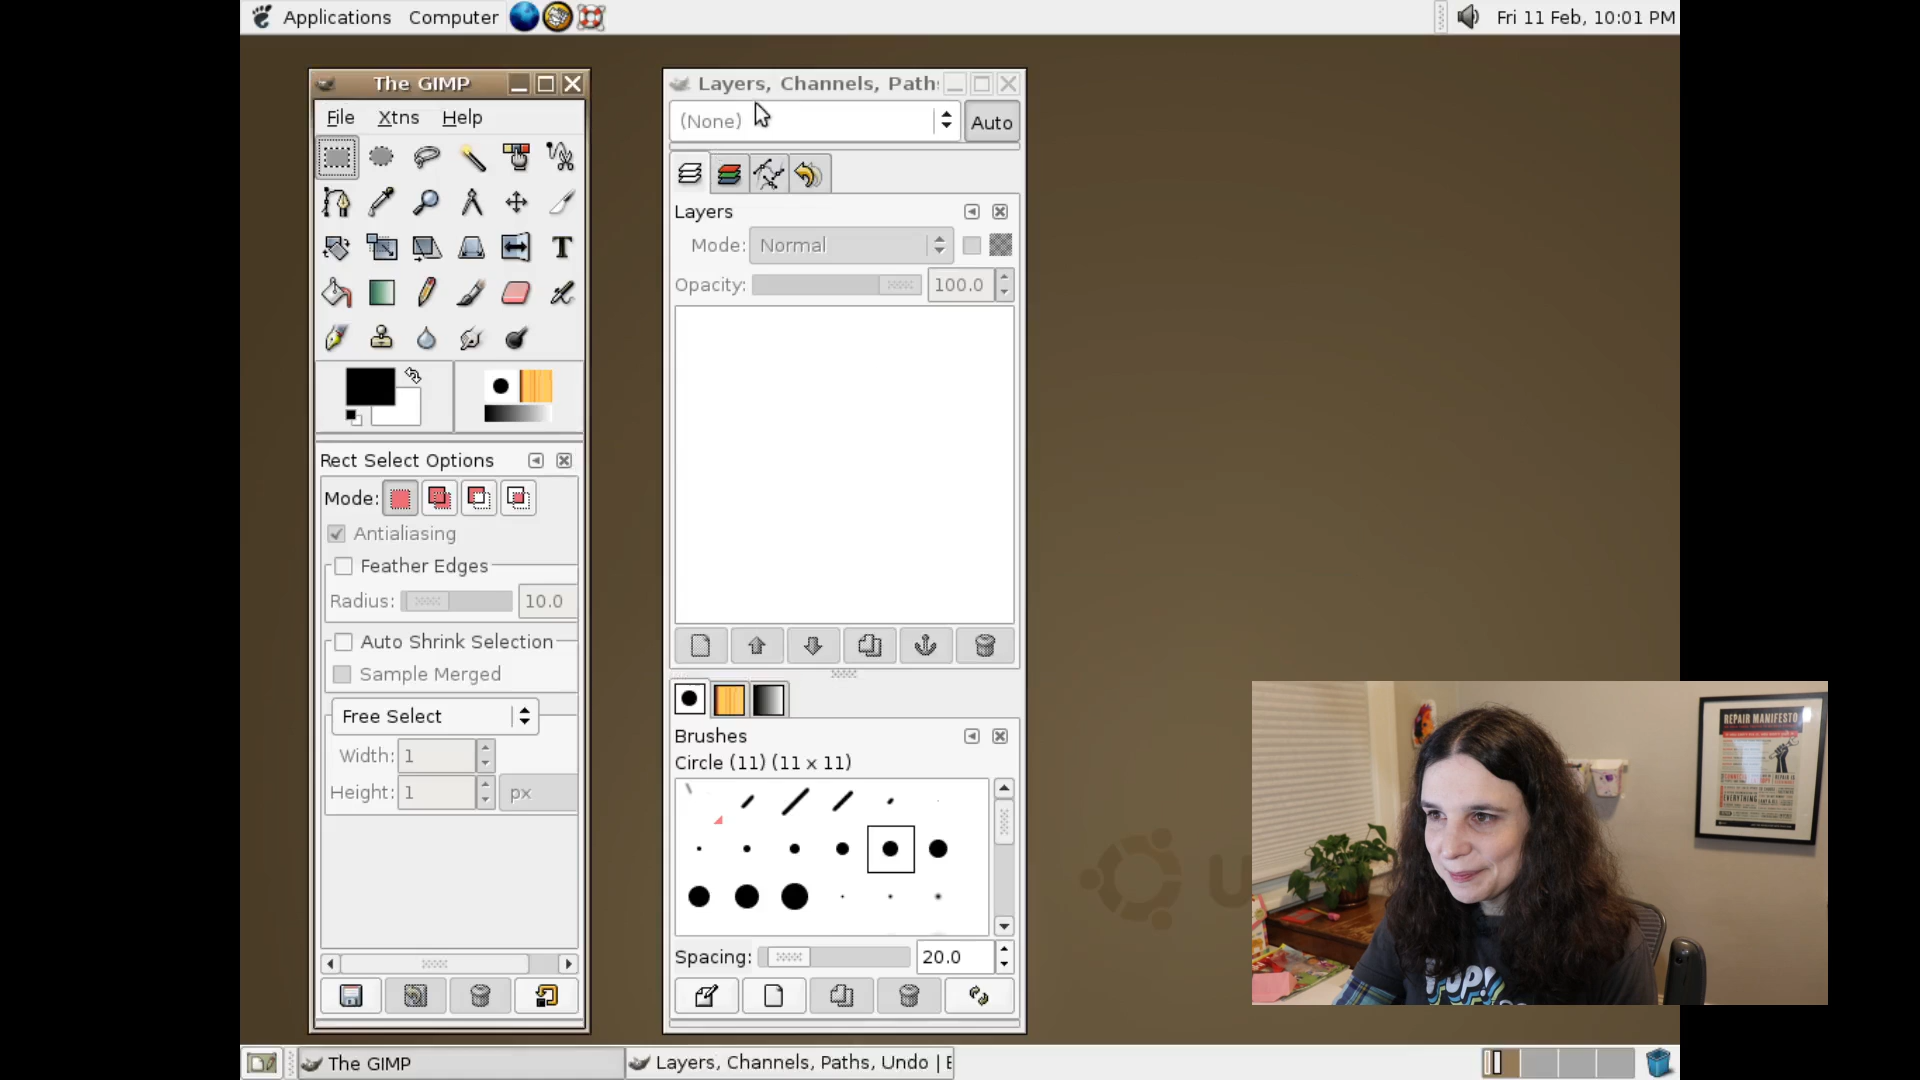 Applications Computer
Fri 11 Feb, 10:01 PM
The GIMP
File Xtns Help
Rect Select Options
Mode:
Antialiasing
Feather Edges
Radius: 10.0
Auto Shrink Selection
Sample Merged
Free Select
Width: 1
Height: 1 px
Layers, Channels, Path
(None) Auto
Layers
Mode: Normal
Opacity: 100.0
Brushes
Circle (11) (11 x 11)
Spacing: 20.0
REPAIR MANIFESTO
EVERYTHING
UP!
The GIMP
Layers, Channels, Paths, Undo |